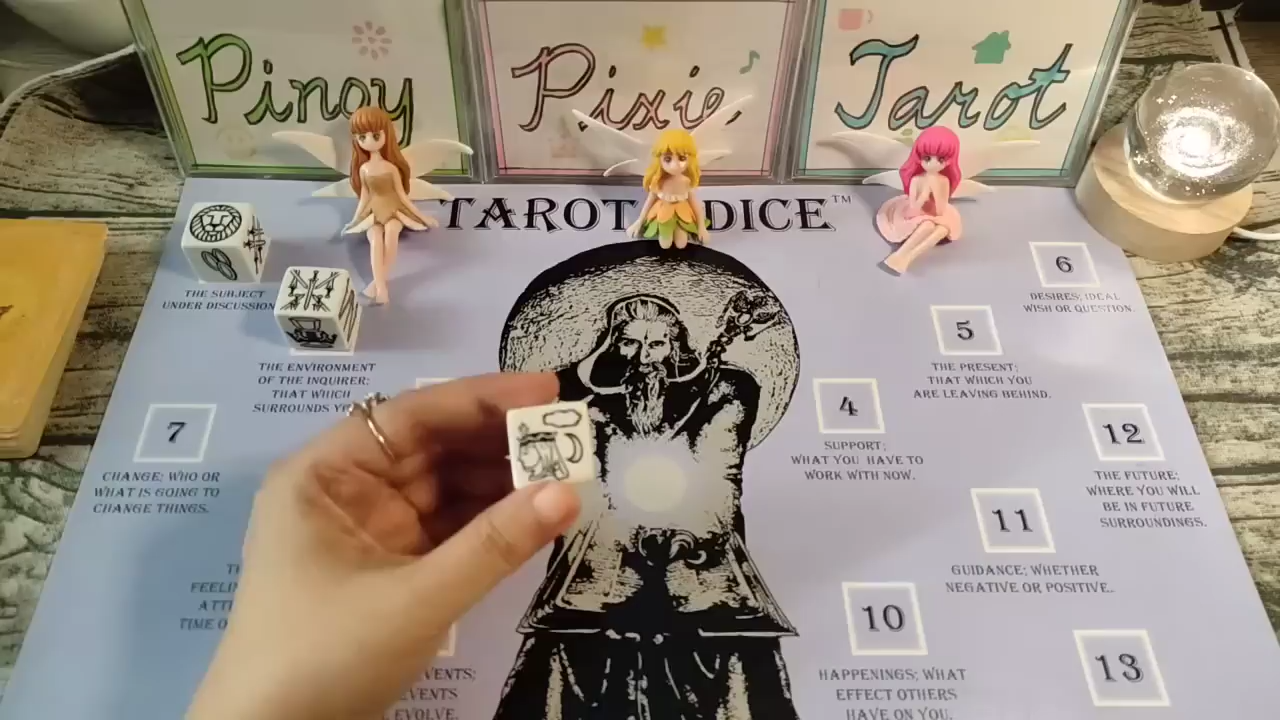 Pinoy
Pixie
Tarot
TAROT DICE™
THE SUBJECT
UNDER DISCUSSION
THE ENVIRONMENT
OF THE INQUIRER;
THAT WHICH
SURROUNDS
4
SUPPORT;
WHAT YOU HAVE TO
WORK WITH NOW.
5
THE PRESENT;
THAT WHICH YOU
ARE LEAVING BEHIND.
6
DESIRES; IDEAL
WISH OR QUESTION.
7
CHANGE; WHO OR
WHAT IS GOING TO
CHANGE THINGS.
TIME
EVENTS;
EVENTS
EVOLVE.
10
HAPPENINGS; WHAT
EFFECT OTHERS
HAVE ON YOU.
11
GUIDANCE; WHETHER
NEGATIVE OR POSITIVE.
12
THE FUTURE;
WHERE YOU WILL
BE IN FUTURE
SURROUNDINGS.
13